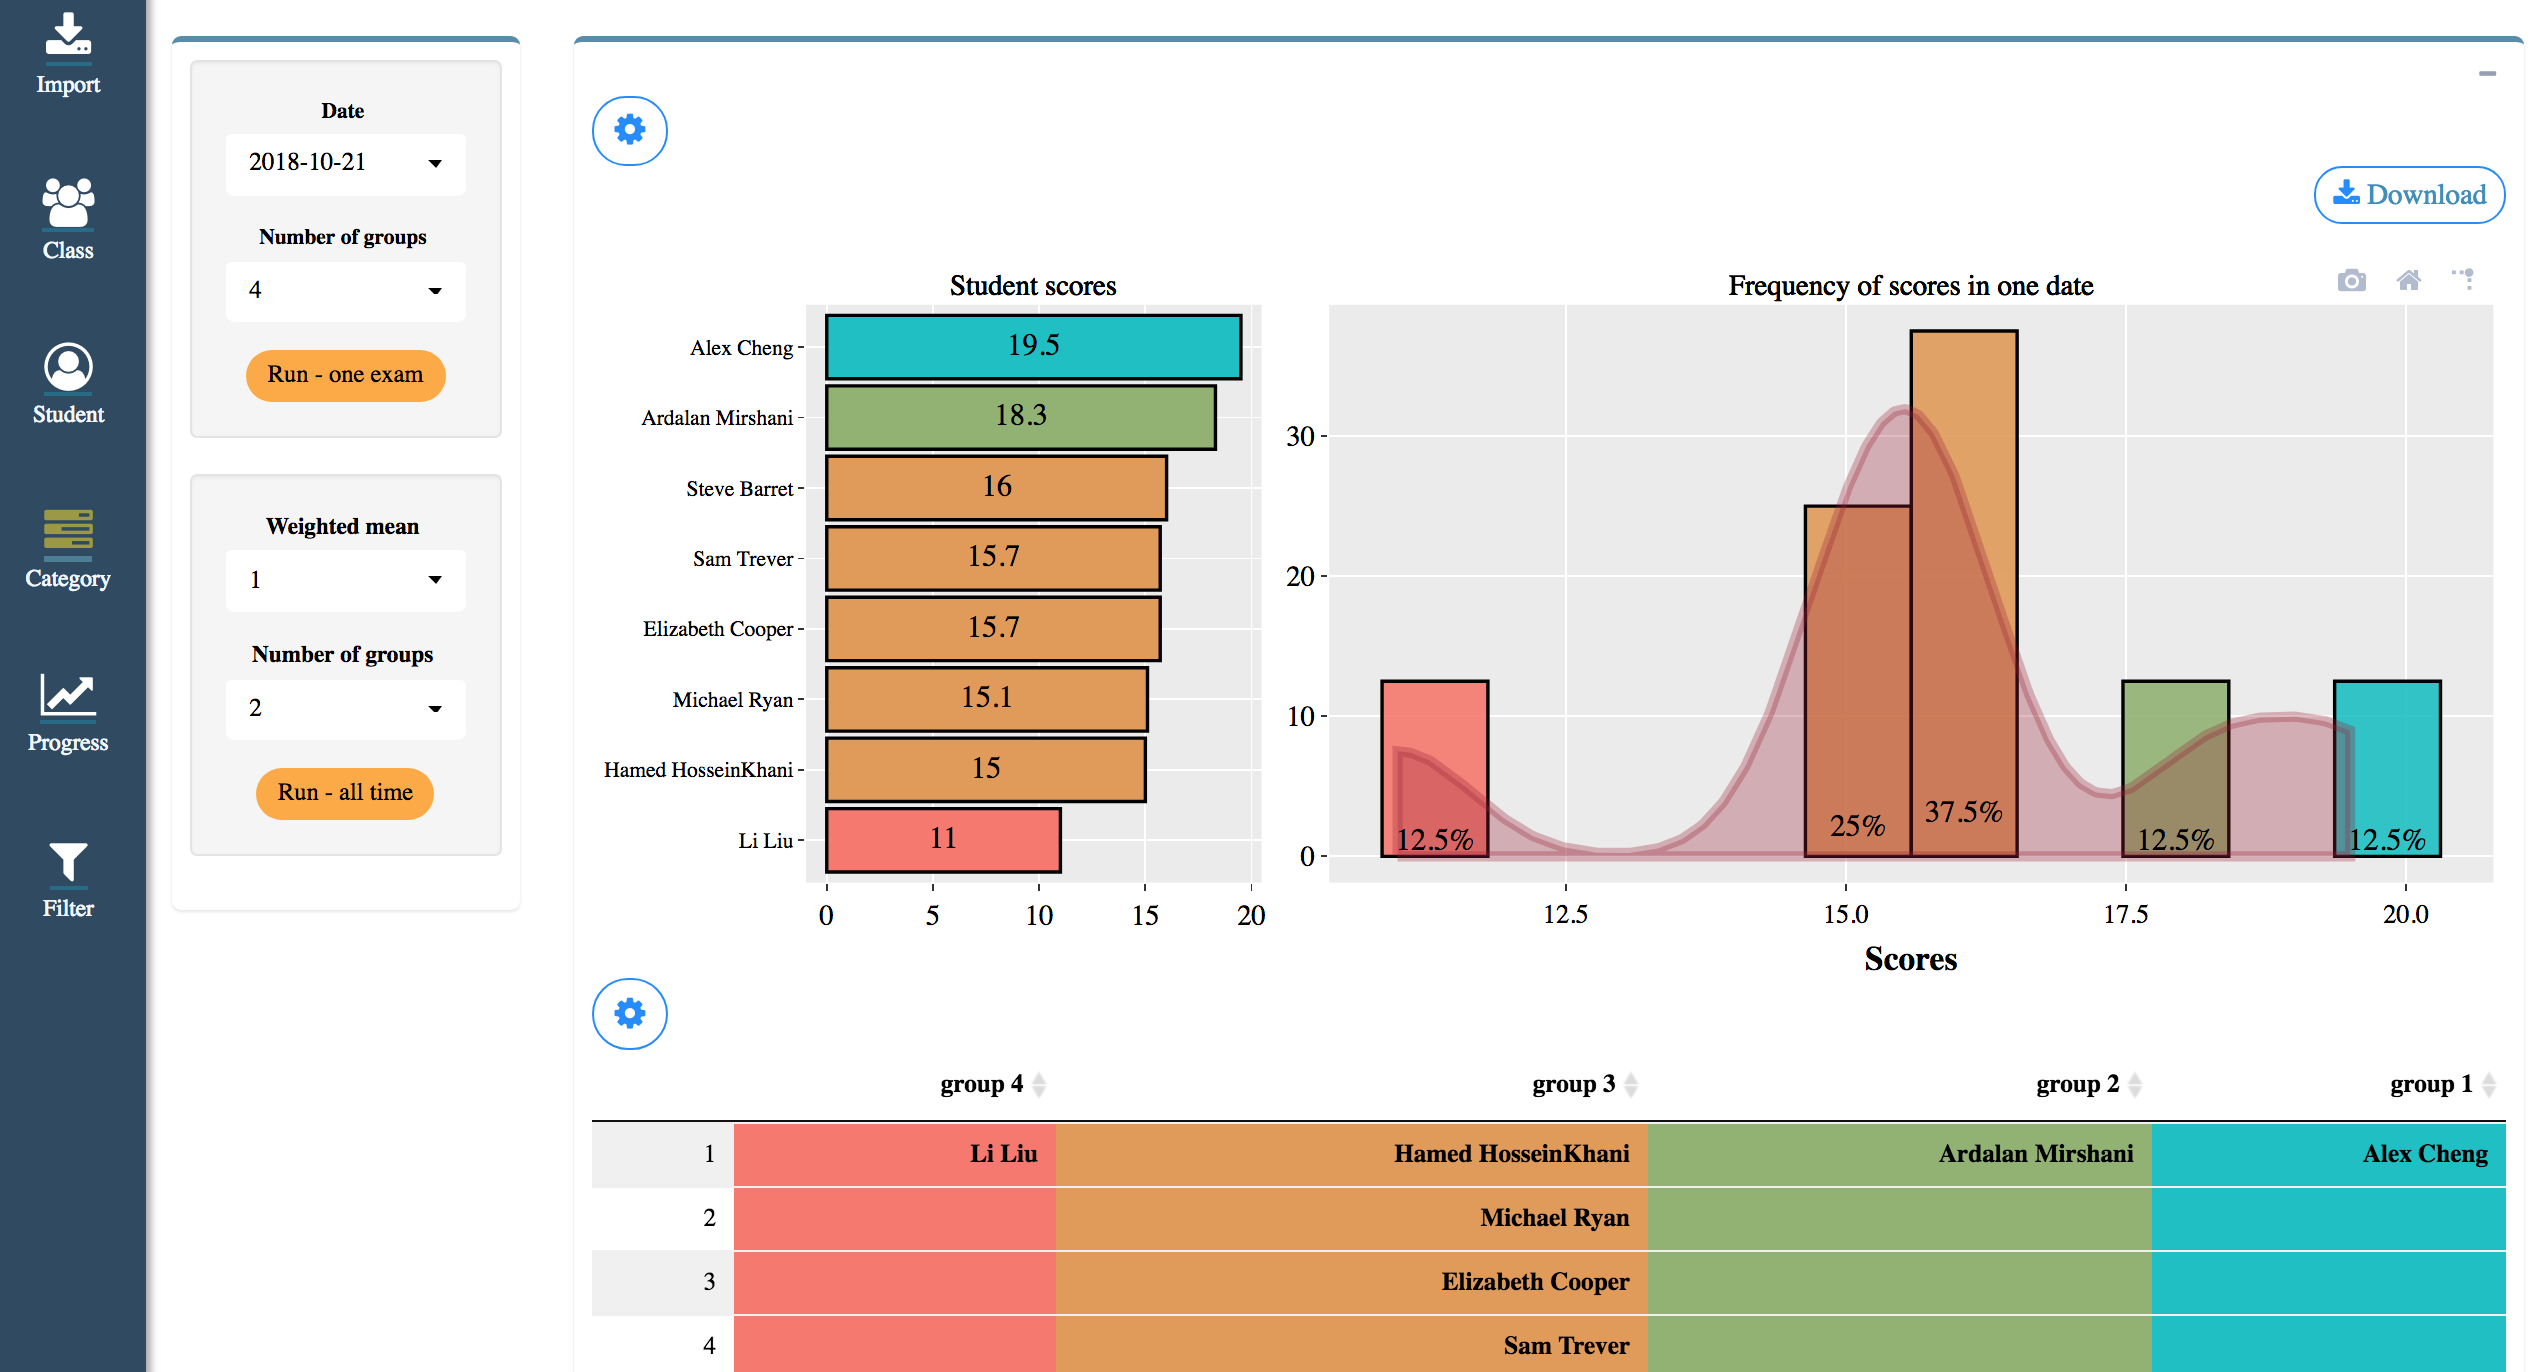 Import
Class
Student
Category
Progress
Filter
Date
2018-10-21
Number of groups
4
Run - one exam
Weighted mean
1
Number of groups
2
Run - all time
Download
Student scores
Alex Cheng
19.5
Ardalan Mirshani
18.3
Steve Barret
16
Sam Trever
15.7
Elizabeth Cooper
15.7
Michael Ryan
15.1
Hamed HosseinKhani
15
Li Liu
11
0 5 10 15 20
Frequency of scores in one date
30
20
10
0
12.5% 25% 37.5% 12.5% 12.5%
12.5 15.0 17.5 20.0
Scores
group 4 group 3 group 2 group 1
1 Li Liu Hamed HosseinKhani Ardalan Mirshani Alex Cheng
2 Michael Ryan
3 Elizabeth Cooper
4 Sam Trever